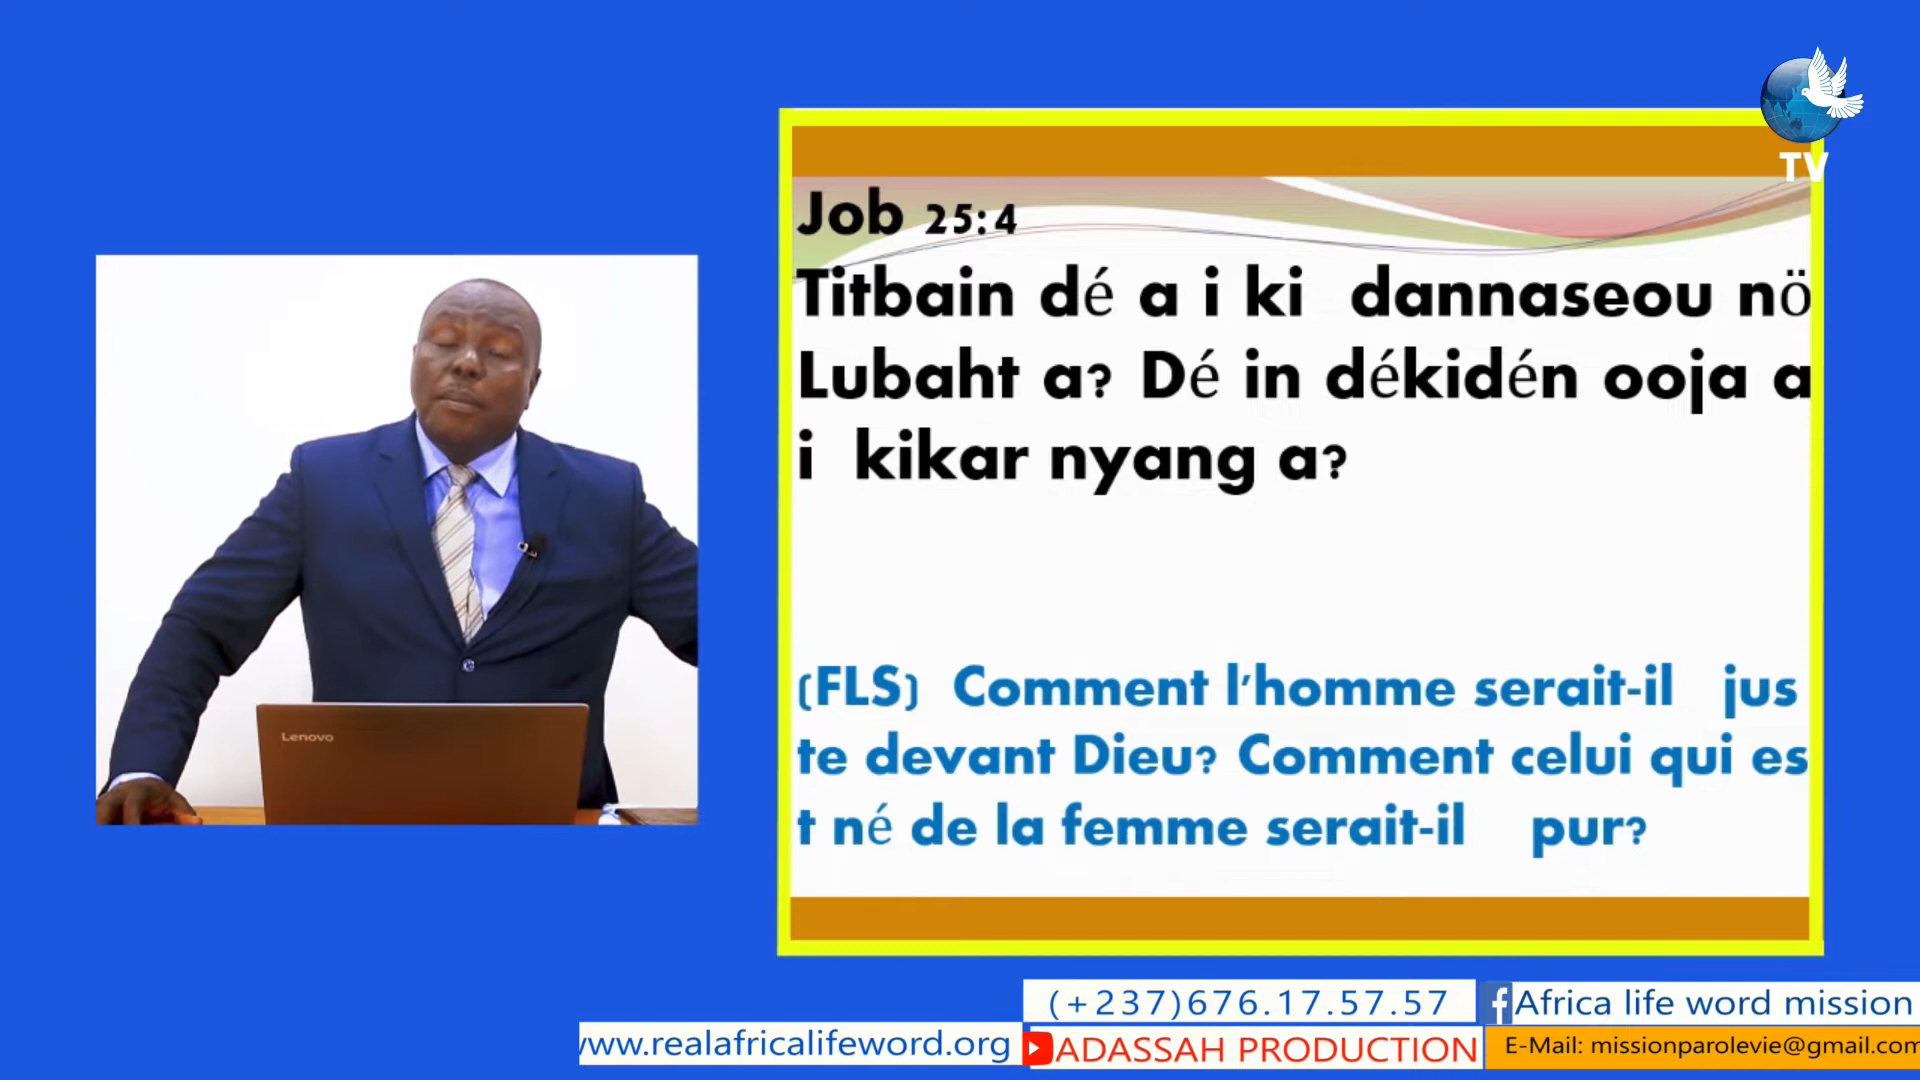 TV
Job 25:4
Titbain dé a i ki dannaseou nö
Lubaht a? Dé in dékidén ooja a
i kikar nyang a?
(FLS) Comment l'homme serait-il jus
te devant Dieu? Comment celui qui es
t né de la femme serait-il pur?
Lenovo
(+237)676.17.57.57
Africa life word mission
www.realafricalifeword.org
ADASSAH PRODUCTION
E-Mail: missionparolevie@gmail.com